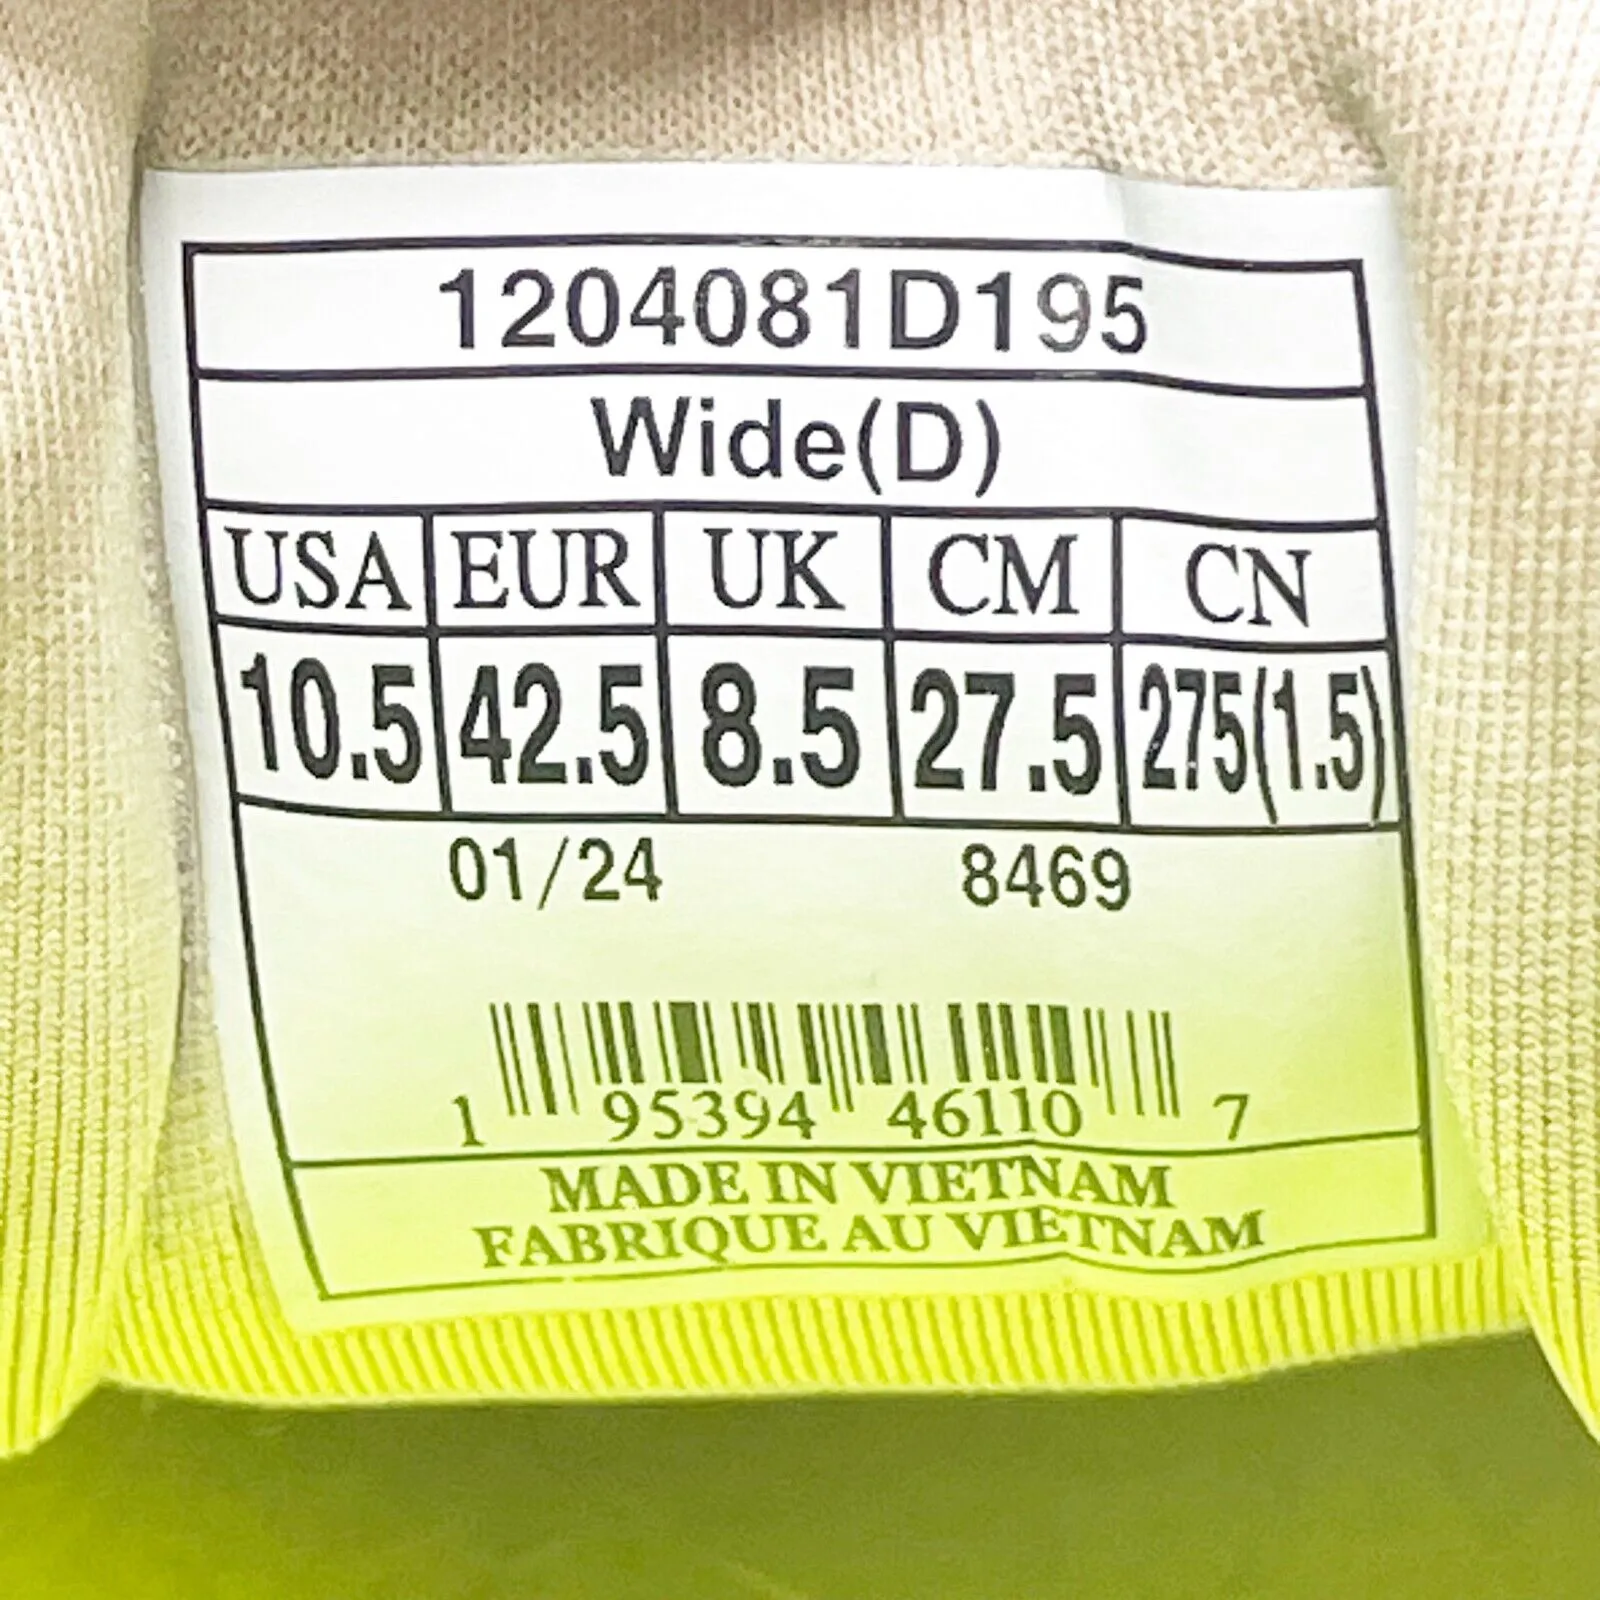 1204081D195
Wide(D)
USA EUR UK CM CN
10.5 42.5 8.5 27.5 275(1.5)
01/24 8469
1 95394 46110 7
MADE IN VIETNAM
FABRIQUE AU VIETNAM